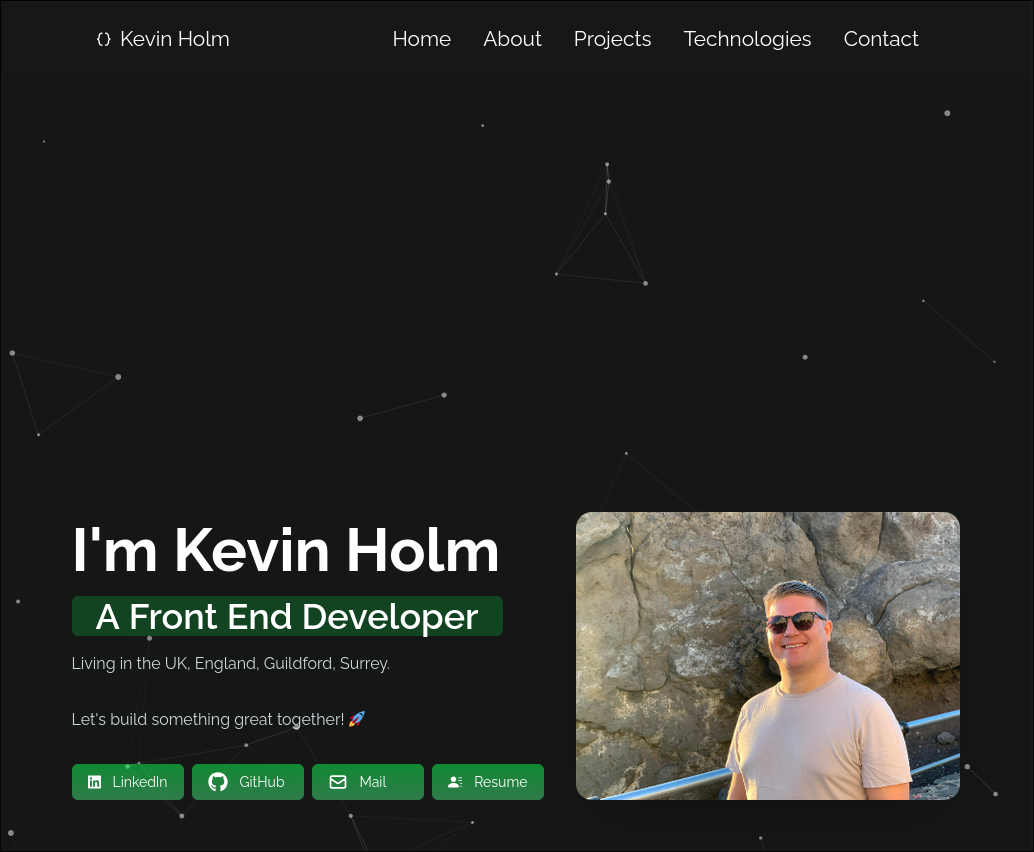 {} Kevin Holm
Home About Projects Technologies Contact
I'm Kevin Holm
A Front End Developer
Living in the UK, England, Guildford, Surrey.
Let's build something great together! 🚀
LinkedIn GitHub Mail Resume